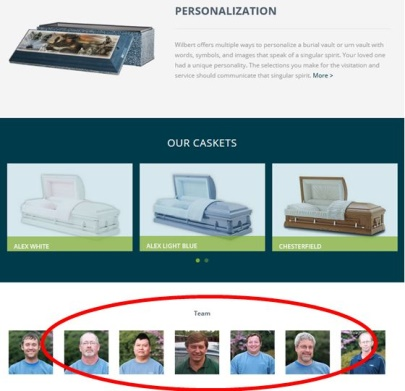 PERSONALIZATION
Wilbert offers multiple ways to personalize a burial vault or urn vault with
words, symbols, and images that speak of a singular spirit. Your loved one
had a unique personality. The selections you make for the visitation and
service should communicate that singular spirit. More >
OUR CASKETS
ALEX WHITE
ALEX LIGHT BLUE
CHESTERFIELD
Team